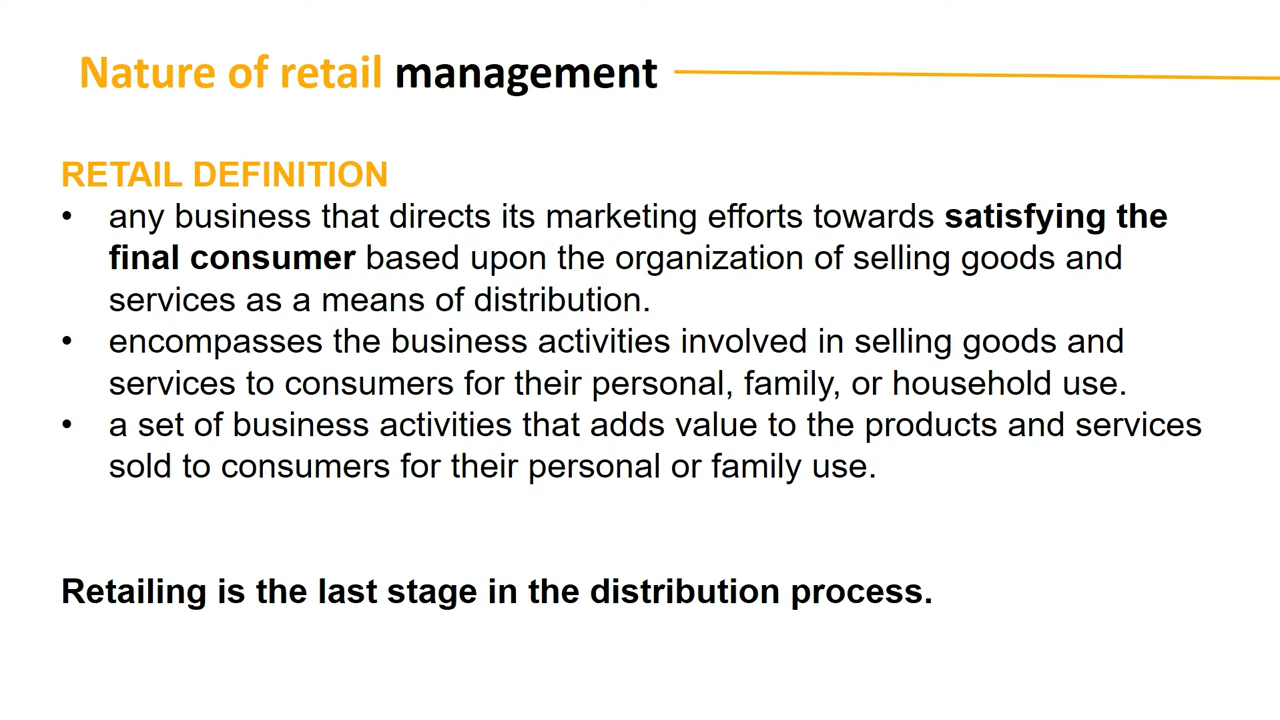 Nature of retail management
RETAIL DEFINITION
• any business that directs its marketing efforts towards satisfying the
final consumer based upon the organization of selling goods and
services as a means of distribution.
• encompasses the business activities involved in selling goods and
services to consumers for their personal, family, or household use.
• a set of business activities that adds value to the products and services
sold to consumers for their personal or family use.
Retailing is the last stage in the distribution process.